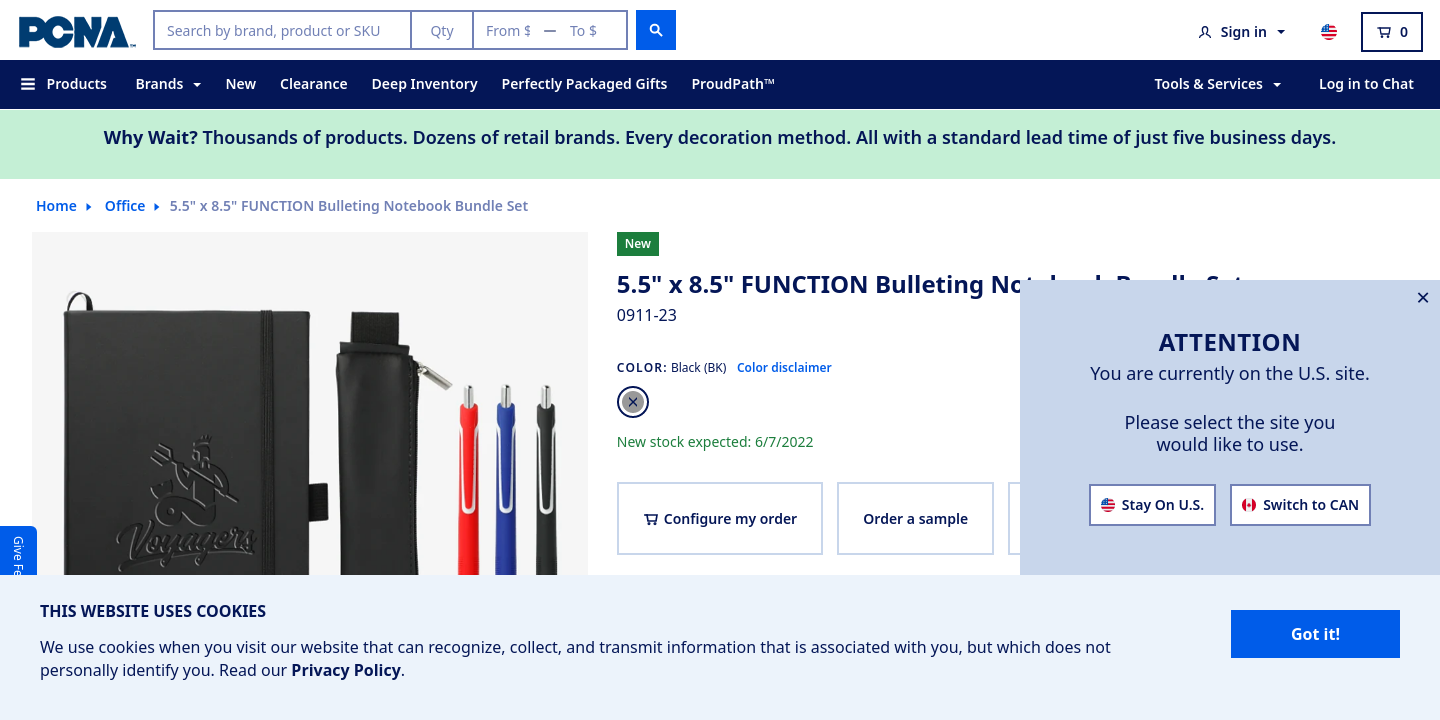 PCNA™
Search by brand, product or SKU
Qty
From $ — To $
Sign in
0
Products
Brands
New
Clearance
Deep Inventory
Perfectly Packaged Gifts
ProudPath™
Tools & Services
Log in to Chat
Why Wait? Thousands of products. Dozens of retail brands. Every decoration method. All with a standard lead time of just five business days.
Home
Office
5.5" x 8.5" FUNCTION Bulleting Notebook Bundle Set
New
5.5" x 8.5" FUNCTION Bulleting
0911-23
COLOR: Black (BK) Color disclaimer
New stock expected: 6/7/2022
Configure my order
Order a sample
Voyagers
Give
×
ATTENTION
You are currently on the U.S. site.
Please select the site you
would like to use.
Stay On U.S.
Switch to CAN
THIS WEBSITE USES COOKIES
We use cookies when you visit our website that can recognize, collect, and transmit information that is associated with you, but which does not
personally identify you. Read our Privacy Policy.
Got it!